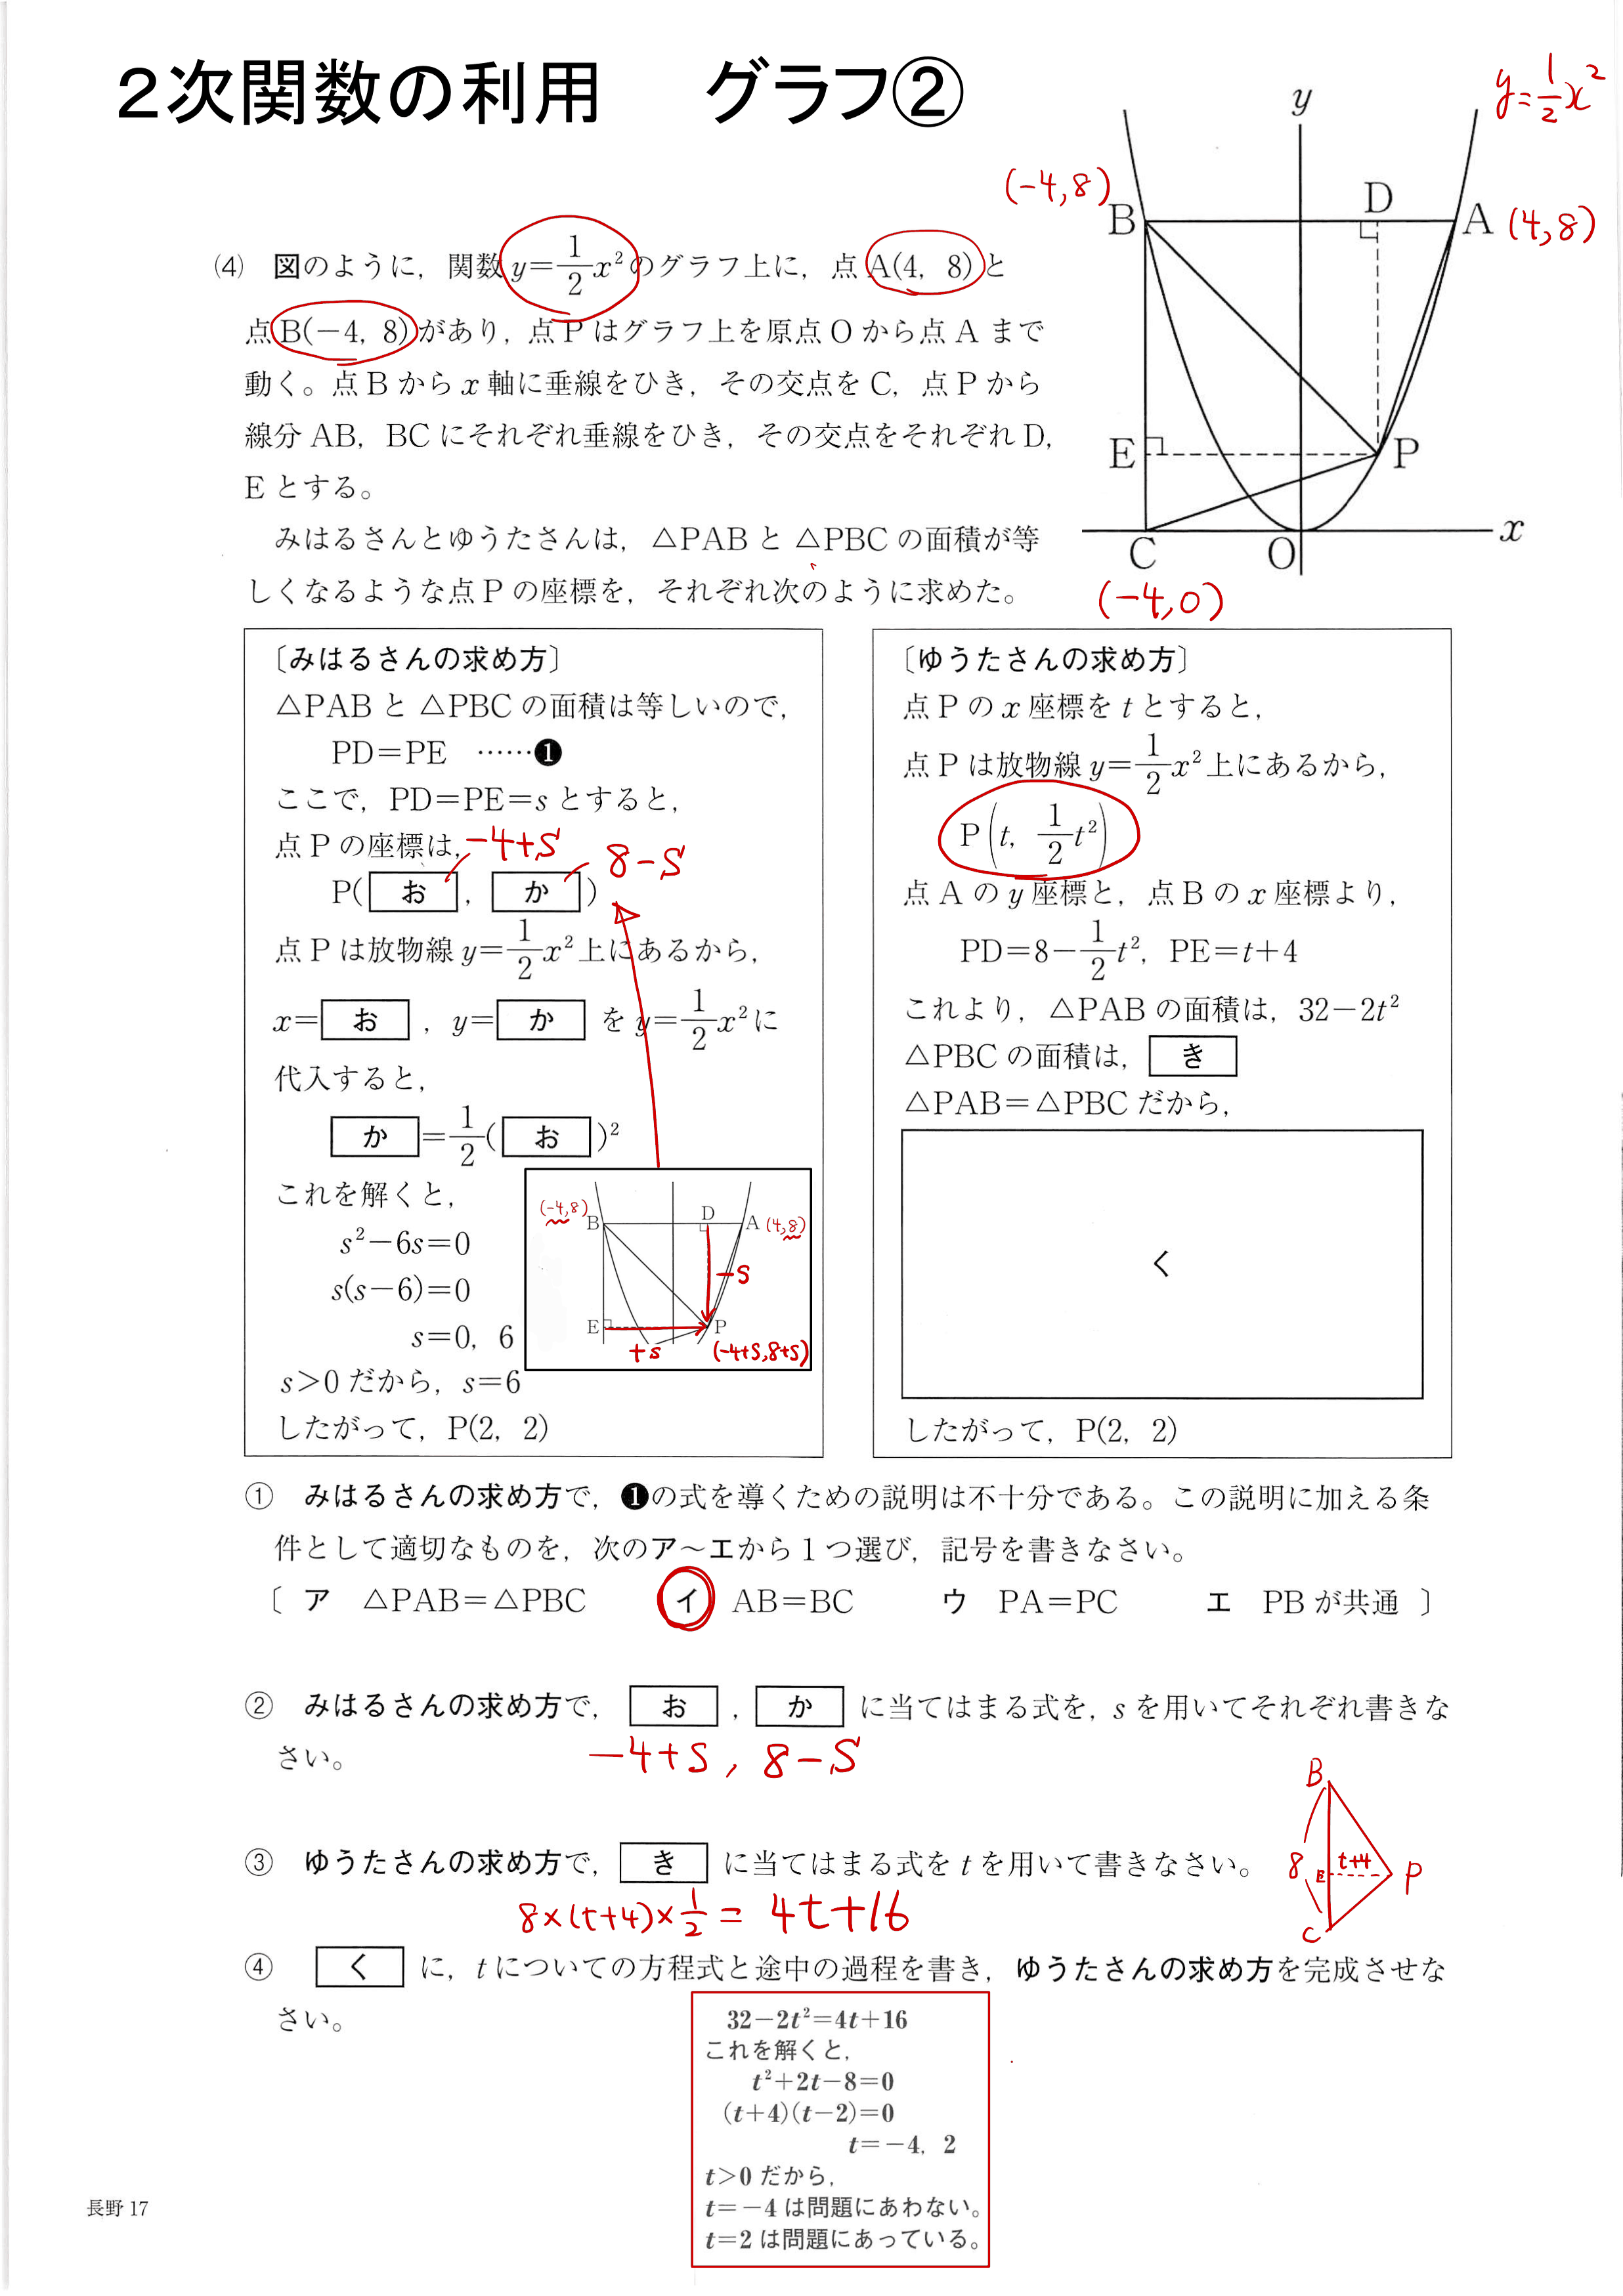 2次関数の利用　グラフ②
y=1/2x²
y
(-4,8)
B
D
A
(4,8)
E
P
C
O
x
(-4,0)
(4)　図のように，関数 y=1/2x² のグラフ上に，点 A(4, 8) と
点 B(−4, 8) があり，点 P はグラフ上を原点 O から点 A まで
動く。点 B から x 軸に垂線をひき，その交点を C，点 P から
線分 AB，BC にそれぞれ垂線をひき，その交点をそれぞれ D，
E とする。
みはるさんとゆうたさんは，△PAB と △PBC の面積が等
しくなるような点 P の座標を，それぞれ次のように求めた。
〔みはるさんの求め方〕
△PAB と △PBC の面積は等しいので，
PD=PE ……❶
ここで，PD=PE=s とすると，
点 P の座標は，
-4+S
8-S
P( お , か )
点 P は放物線 y=1/2x² 上にあるから，
x= お ，y= か を y=1/2x² に
代入すると，
か =1/2( お )²
これを解くと，
s²−6s=0
s(s−6)=0
s=0, 6
s>0 だから，s=6
したがって，P(2, 2)
(-4,8)
B
D
A
(4,8)
-S
E
P
+s
(-4+S,8+S)
〔ゆうたさんの求め方〕
点 P の x 座標を t とすると，
点 P は放物線 y=1/2x² 上にあるから，
P(t, 1/2t²)
点 A の y 座標と，点 B の x 座標より，
PD=8−1/2t²，PE=t+4
これより，△PAB の面積は，32−2t²
△PBC の面積は， き
△PAB=△PBC だから，
く
したがって，P(2, 2)
①　みはるさんの求め方で，❶の式を導くための説明は不十分である。この説明に加える条
件として適切なものを，次のア〜エから１つ選び，記号を書きなさい。
〔 ア　△PAB=△PBC　イ　AB=BC　ウ　PA=PC　エ　PB が共通 〕
②　みはるさんの求め方で， お ， か に当てはまる式を，s を用いてそれぞれ書きな
さい。
-4+S , 8-S
③　ゆうたさんの求め方で， き に当てはまる式を t を用いて書きなさい。
8×(t+4)×1/2= 4t+16
B
8
E
t+4
P
C
④　 く に，t についての方程式と途中の過程を書き，ゆうたさんの求め方を完成させな
さい。
32−2t²=4t+16
これを解くと，
t²+2t−8=0
(t+4)(t−2)=0
t=−4, 2
t>0 だから，
t=−4 は問題にあわない。
t=2 は問題にあっている。
長野 17